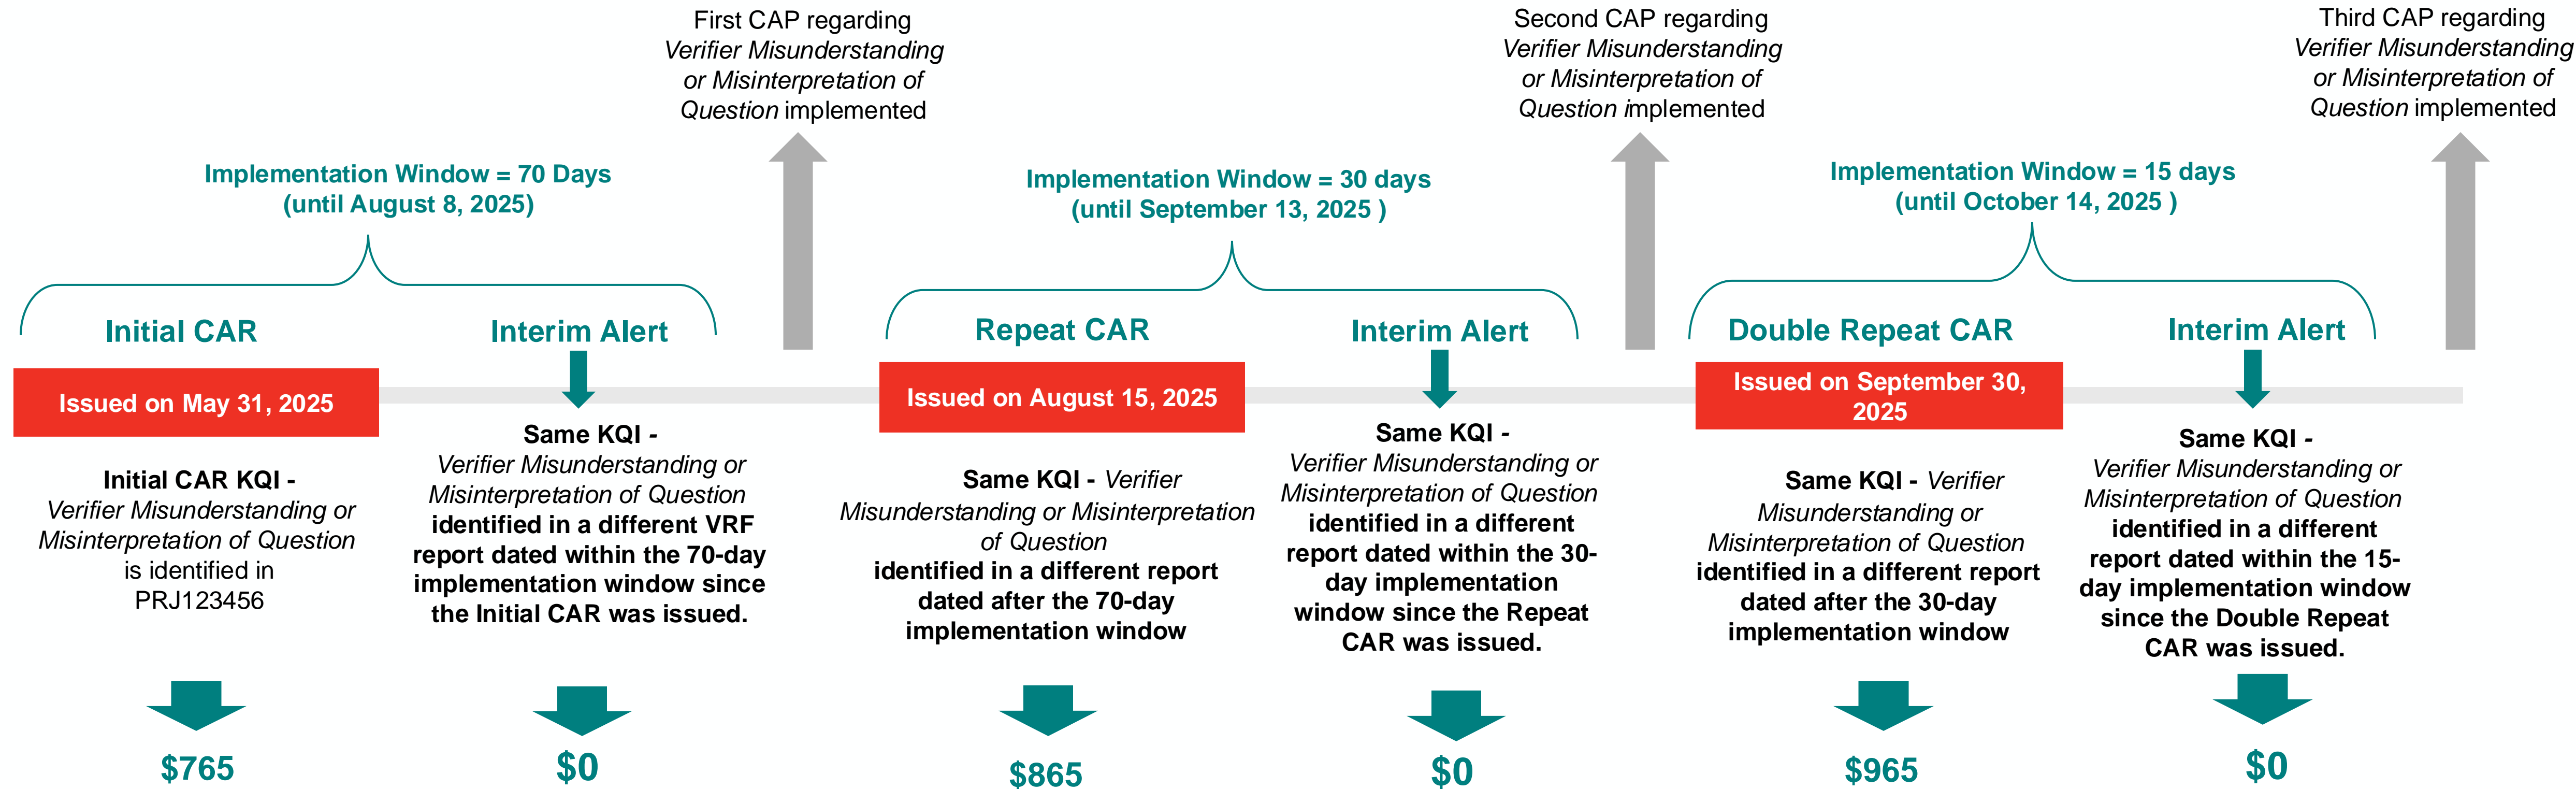 First CAP regarding
Verifier Misunderstanding
or Misinterpretation of
Question implemented
Second CAP regarding
Verifier Misunderstanding
or Misinterpretation of
Question implemented
Third CAP regarding
Verifier Misunderstanding
or Misinterpretation of
Question implemented
Implementation Window = 70 Days
(until August 8, 2025)
Implementation Window = 30 days
(until September 13, 2025 )
Implementation Window = 15 days
(until October 14, 2025 )
Initial CAR
Issued on May 31, 2025
Initial CAR KQI -
Verifier Misunderstanding or
Misinterpretation of Question
is identified in
PRJ123456
$765
Interim Alert
Same KQI -
Verifier Misunderstanding or
Misinterpretation of Question
identified in a different VRF
report dated within the 70-day
implementation window since
the Initial CAR was issued.
$0
Repeat CAR
Issued on August 15, 2025
Same KQI - Verifier
Misunderstanding or Misinterpretation
of Question
identified in a different report
dated after the 70-day
implementation window
$865
Interim Alert
Same KQI -
Verifier Misunderstanding or
Misinterpretation of Question
identified in a different
report dated within the 30-
day implementation
window since the Repeat
CAR was issued.
$0
Double Repeat CAR
Issued on September 30,
2025
Same KQI - Verifier
Misunderstanding or
Misinterpretation of Question
identified in a different report
dated after the 30-day
implementation window
$965
Interim Alert
Same KQI -
Verifier Misunderstanding or
Misinterpretation of Question
identified in a different
report dated within the 15-
day implementation window
since the Double Repeat
CAR was issued.
$0